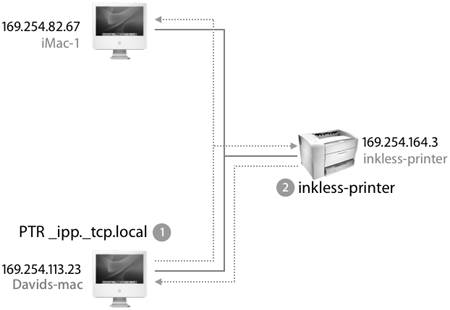 169.254.82.67
iMac-1
169.254.164.3
inkless-printer
2 inkless-printer
PTR _ipp._tcp.local 1
169.254.113.23
Davids-mac